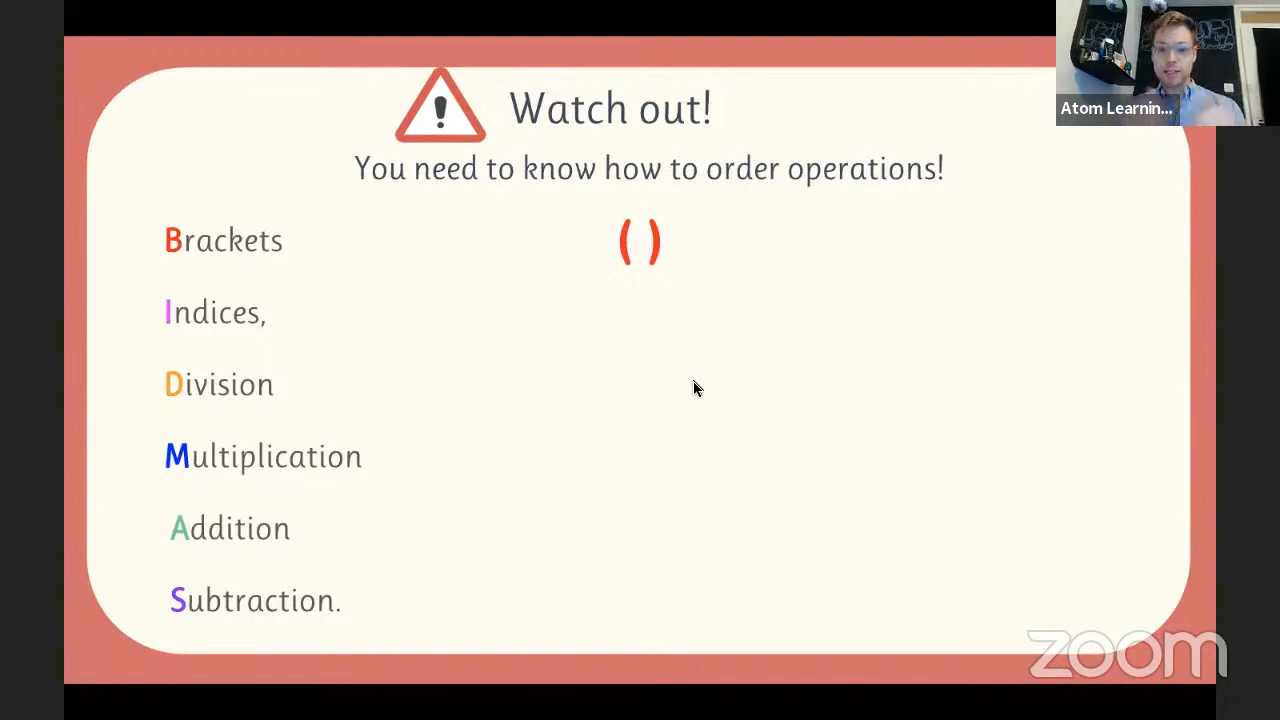 Watch out!
Atom Learnin...
You need to know how to order operations!
Brackets
( )
Indices,
Division
Multiplication
Addition
Subtraction.
zoom